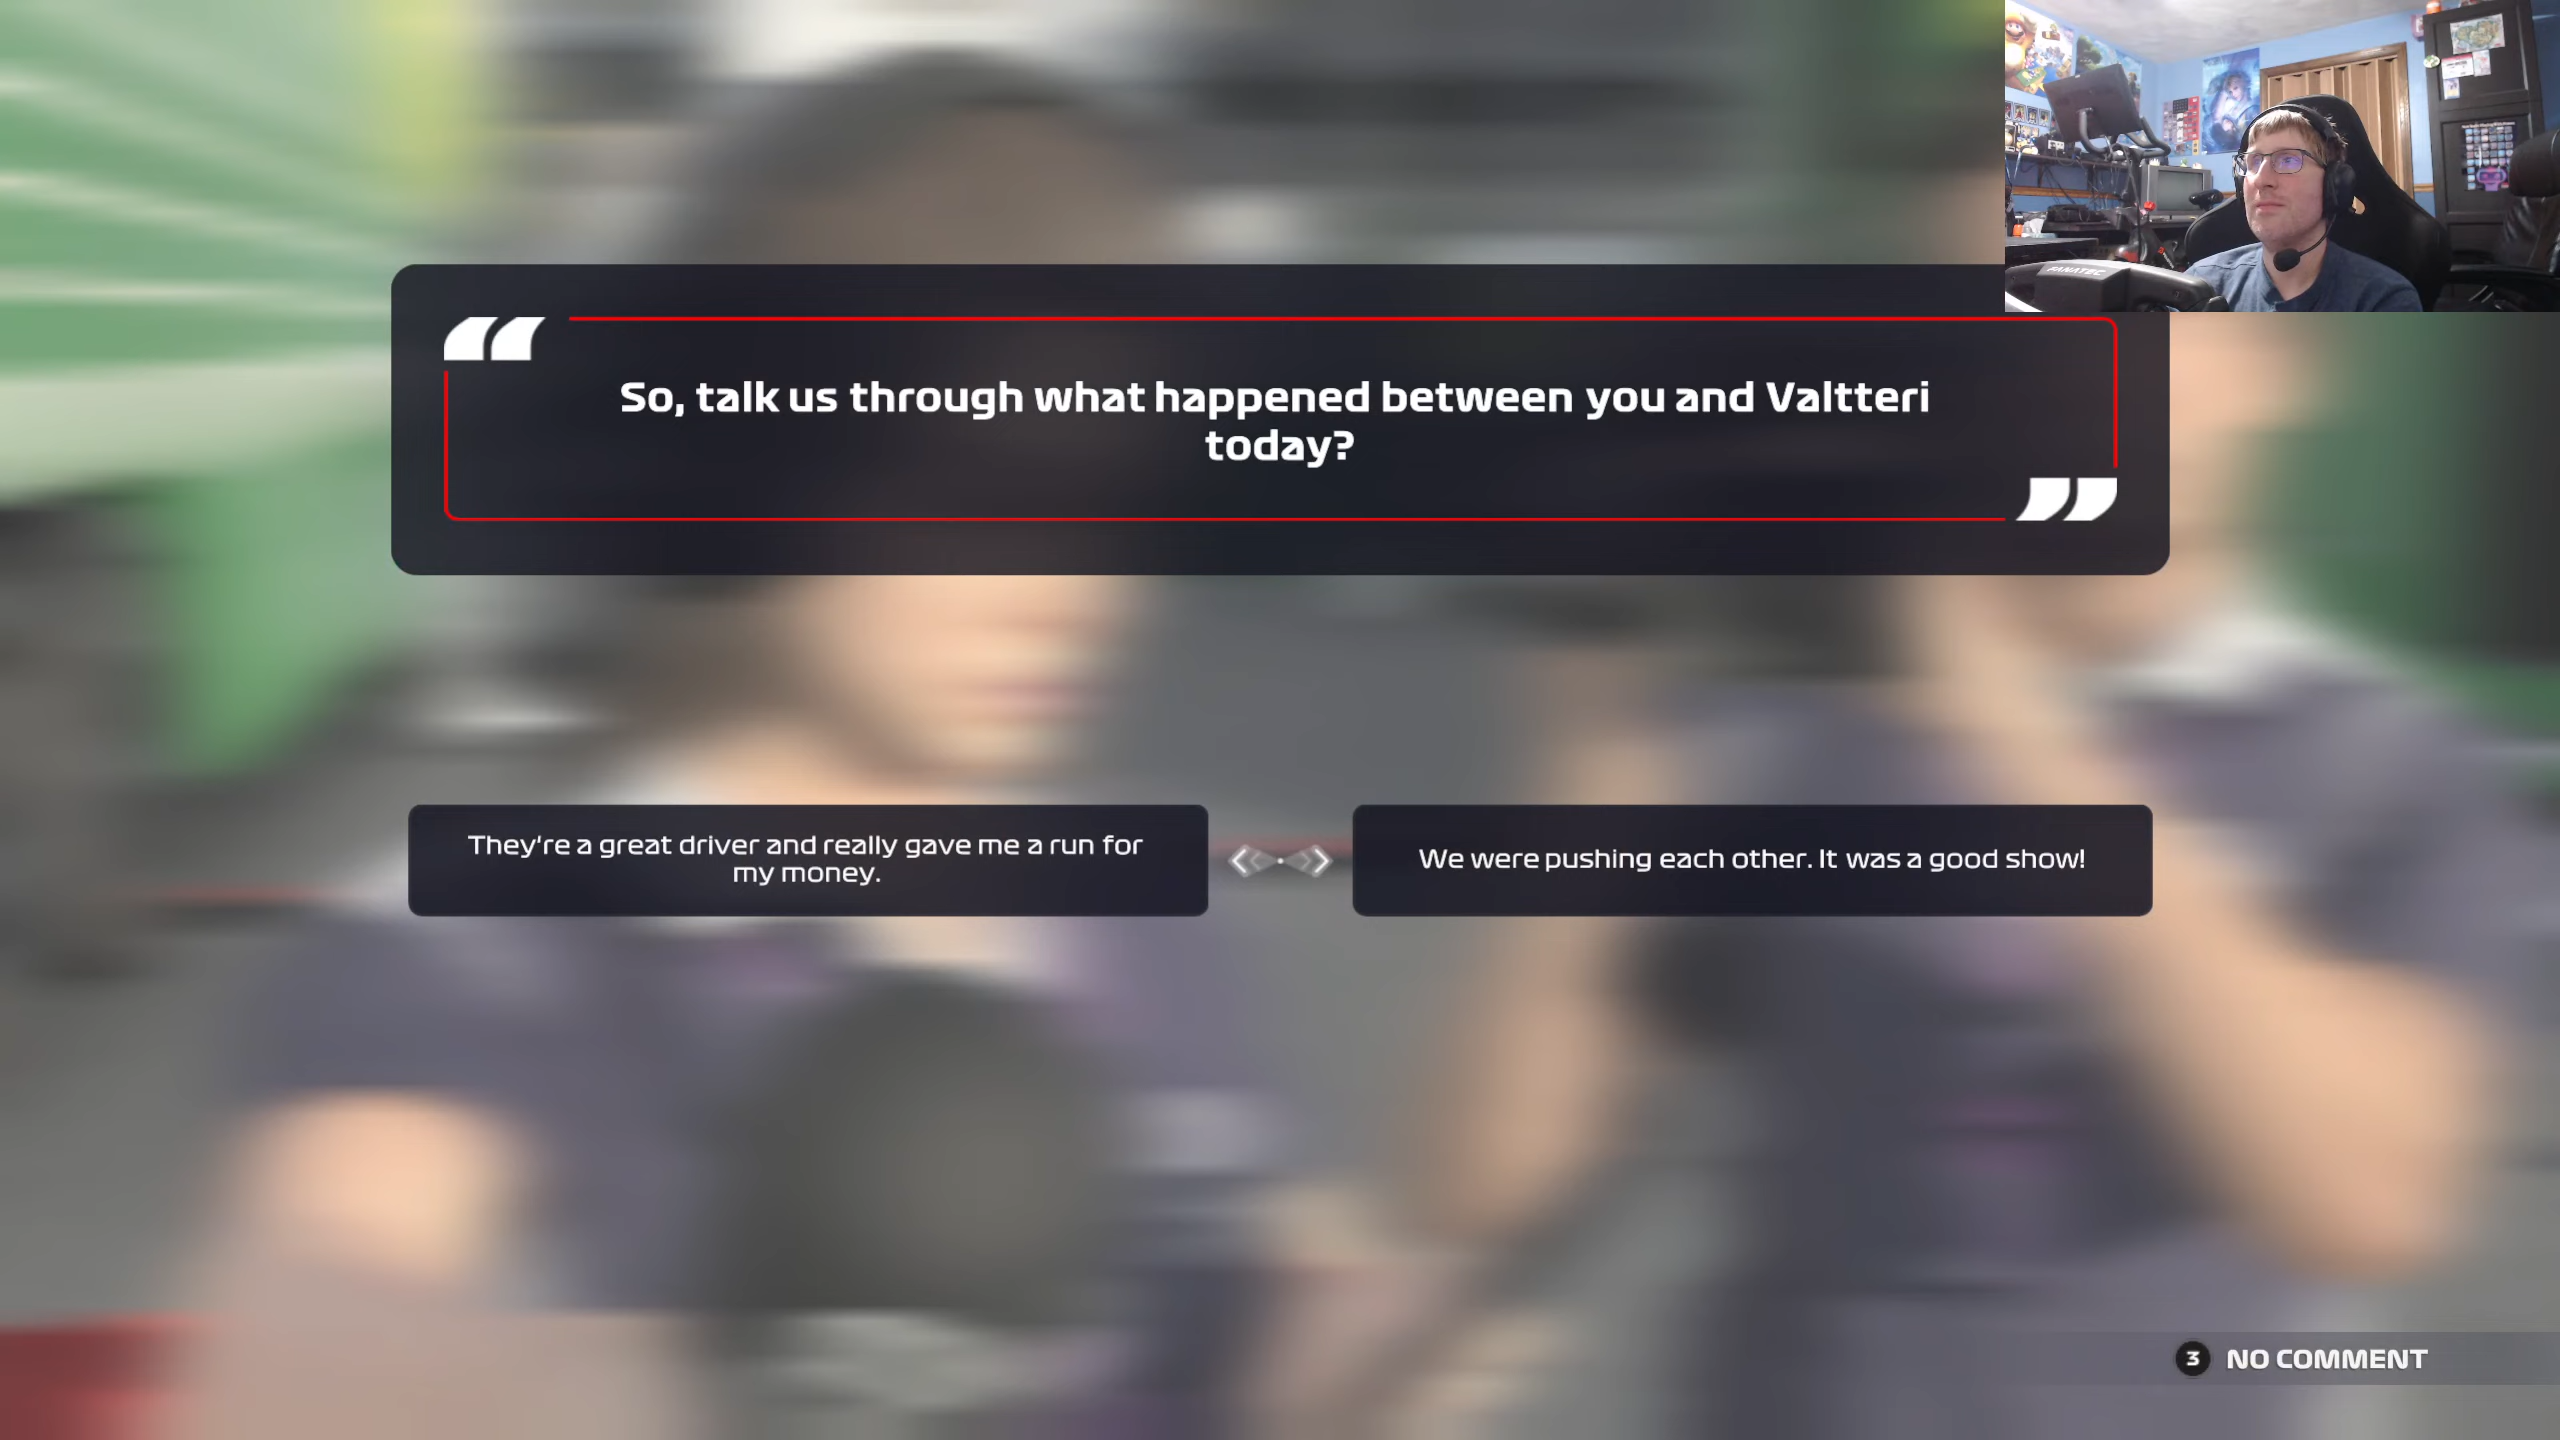 FANATEC
So, talk us through what happened between you and Valtteri
today?
They're a great driver and really gave me a run for
my money.
We were pushing each other. It was a good show!
3 NO COMMENT